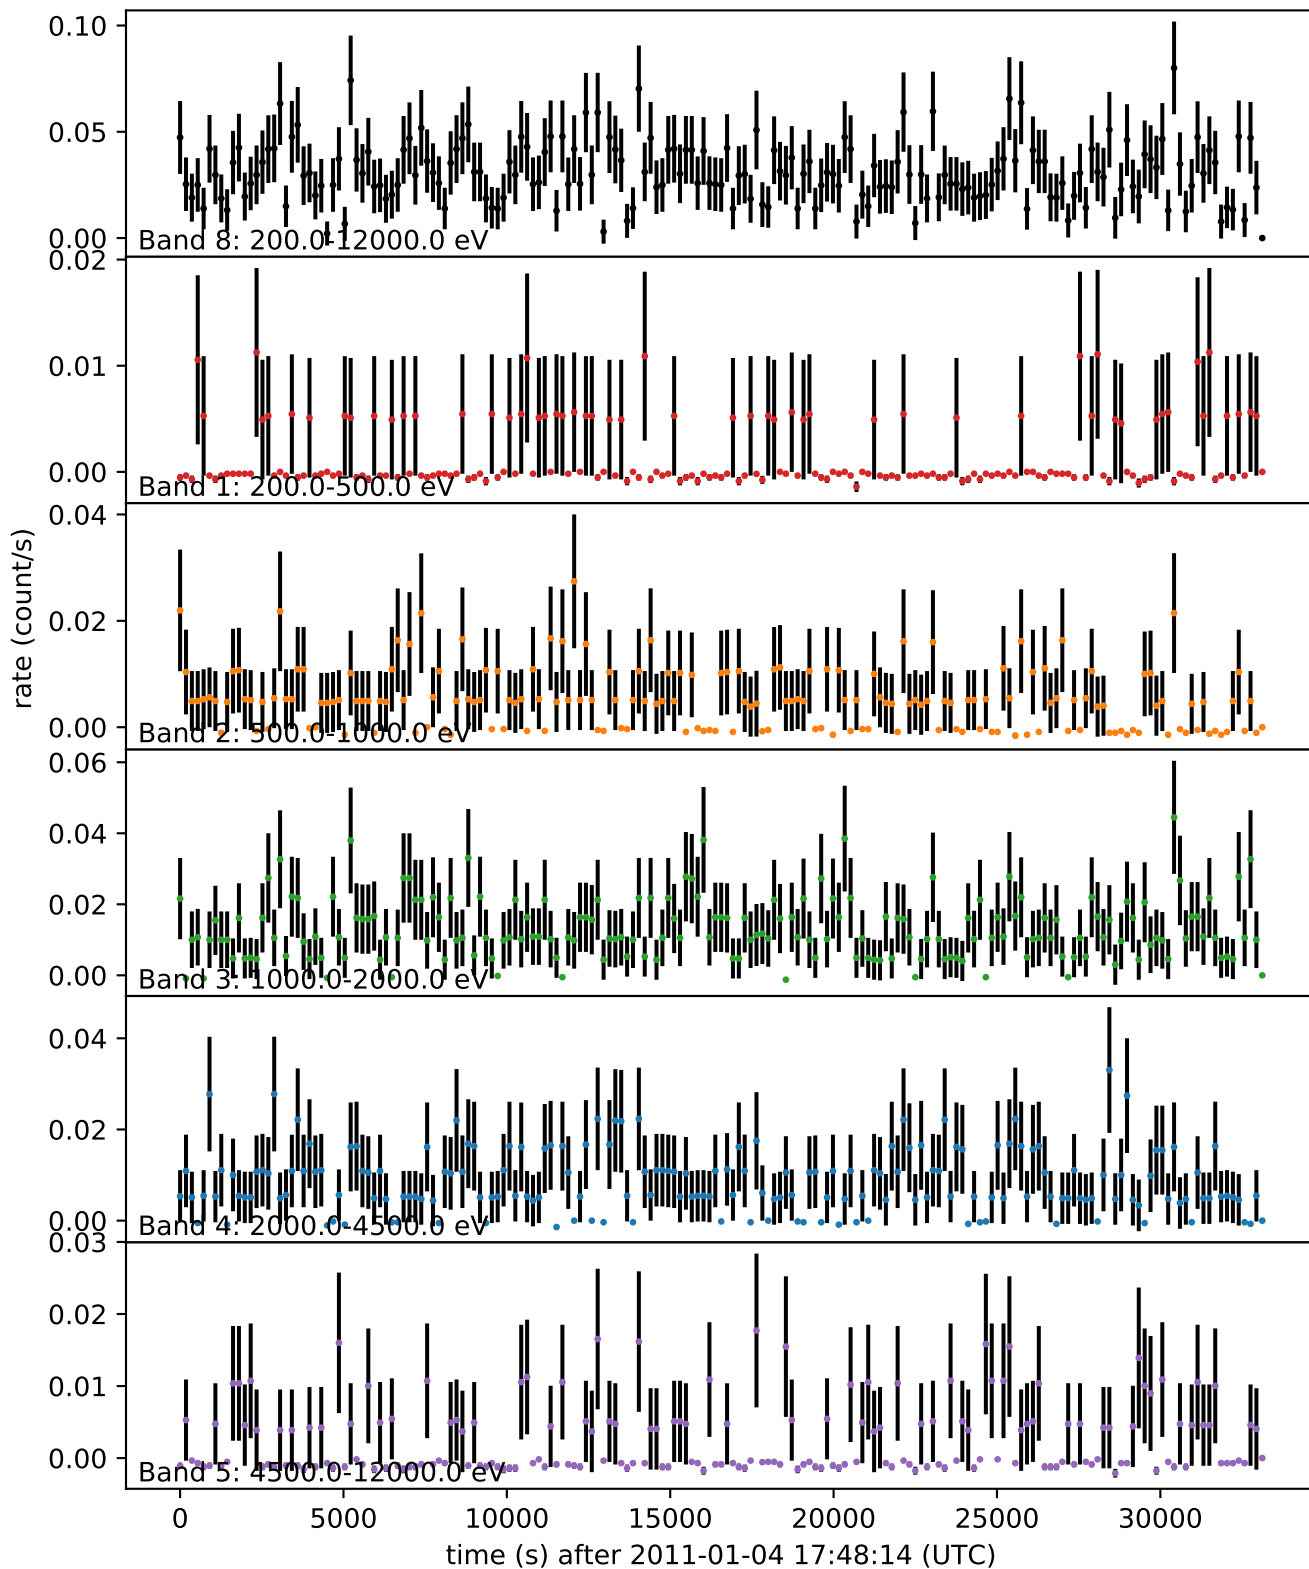 0.10
0.05
0.00
Band 8: 200.0-12000.0 eV
0.02
0.01
0.00
Band 1: 200.0-500.0 eV
rate (count/s)
0.04
0.02
0.00
Band 2: 500.0-1000.0 eV
0.06
0.04
0.02
0.00
Band 3: 1000.0-2000.0 eV
0.04
0.02
0.00
Band 4: 2000.0-4500.0 eV
0.03
0.02
0.01
0.00
Band 5: 4500.0-12000.0 eV
0 5000 10000 15000 20000 25000 30000
time (s) after 2011-01-04 17:48:14 (UTC)